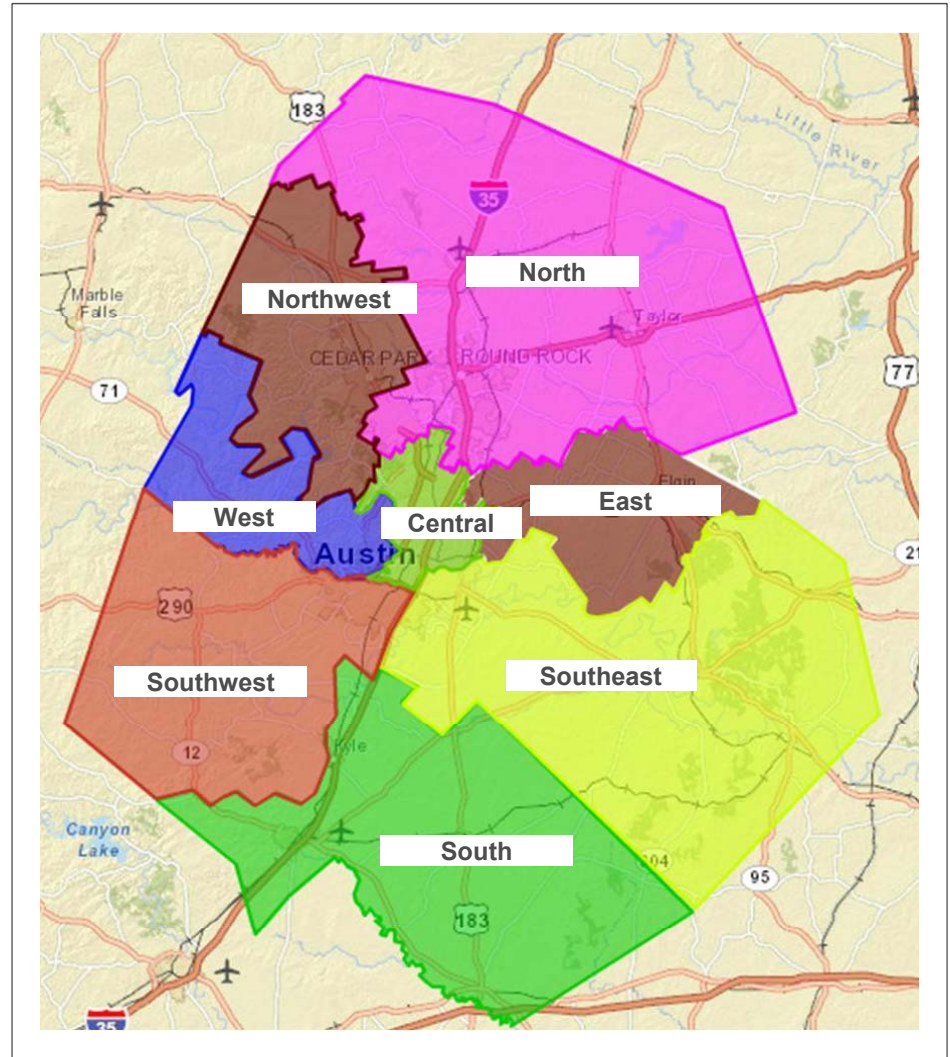 183
Little River
35
North
Northwest
Marble
Falls
Taylor
CEDAR PARK
ROUND ROCK
77
71
Elgin
East
West
Central
Austin
21
290
Southeast
Southwest
12
Kyle
Canyon
Lake
South
304
95
183
35